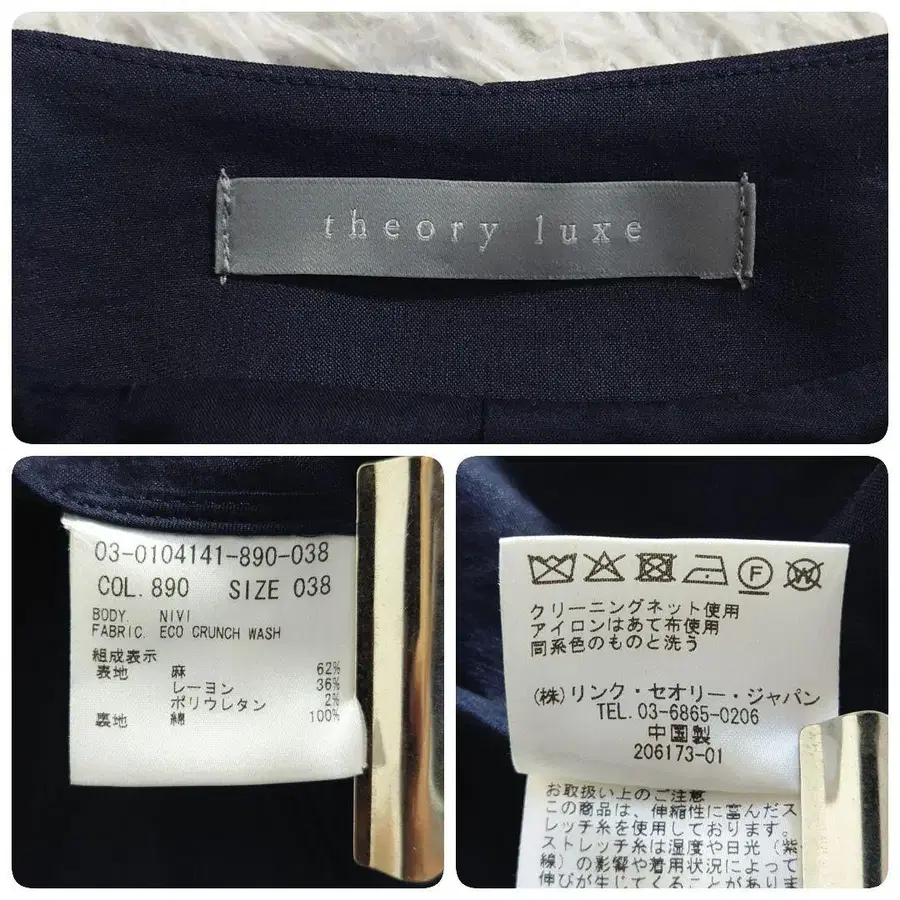 theory luxe
03-0104141-890-038
COL. 890 SIZE 038
BODY. NIVI
FABRIC. ECO CRUNCH WASH
組成表示
表地 麻 62%
レーヨン 36%
ポリウレタン 2%
裏地 綿 100%
F W
クリーニングネット使用
アイロンはあて布使用
同系色のものと洗う
(株)リンク・セオリー・ジャパン
TEL. 03-6865-0206
中国製
206173-01
お取扱い上のご注意
この商品は、伸縮性に富んだス
レッチ糸を使用しております。
ストレッチ糸は湿度や日光(紫
線)の影響や着用状況によって
伸びが生じてくることがありま